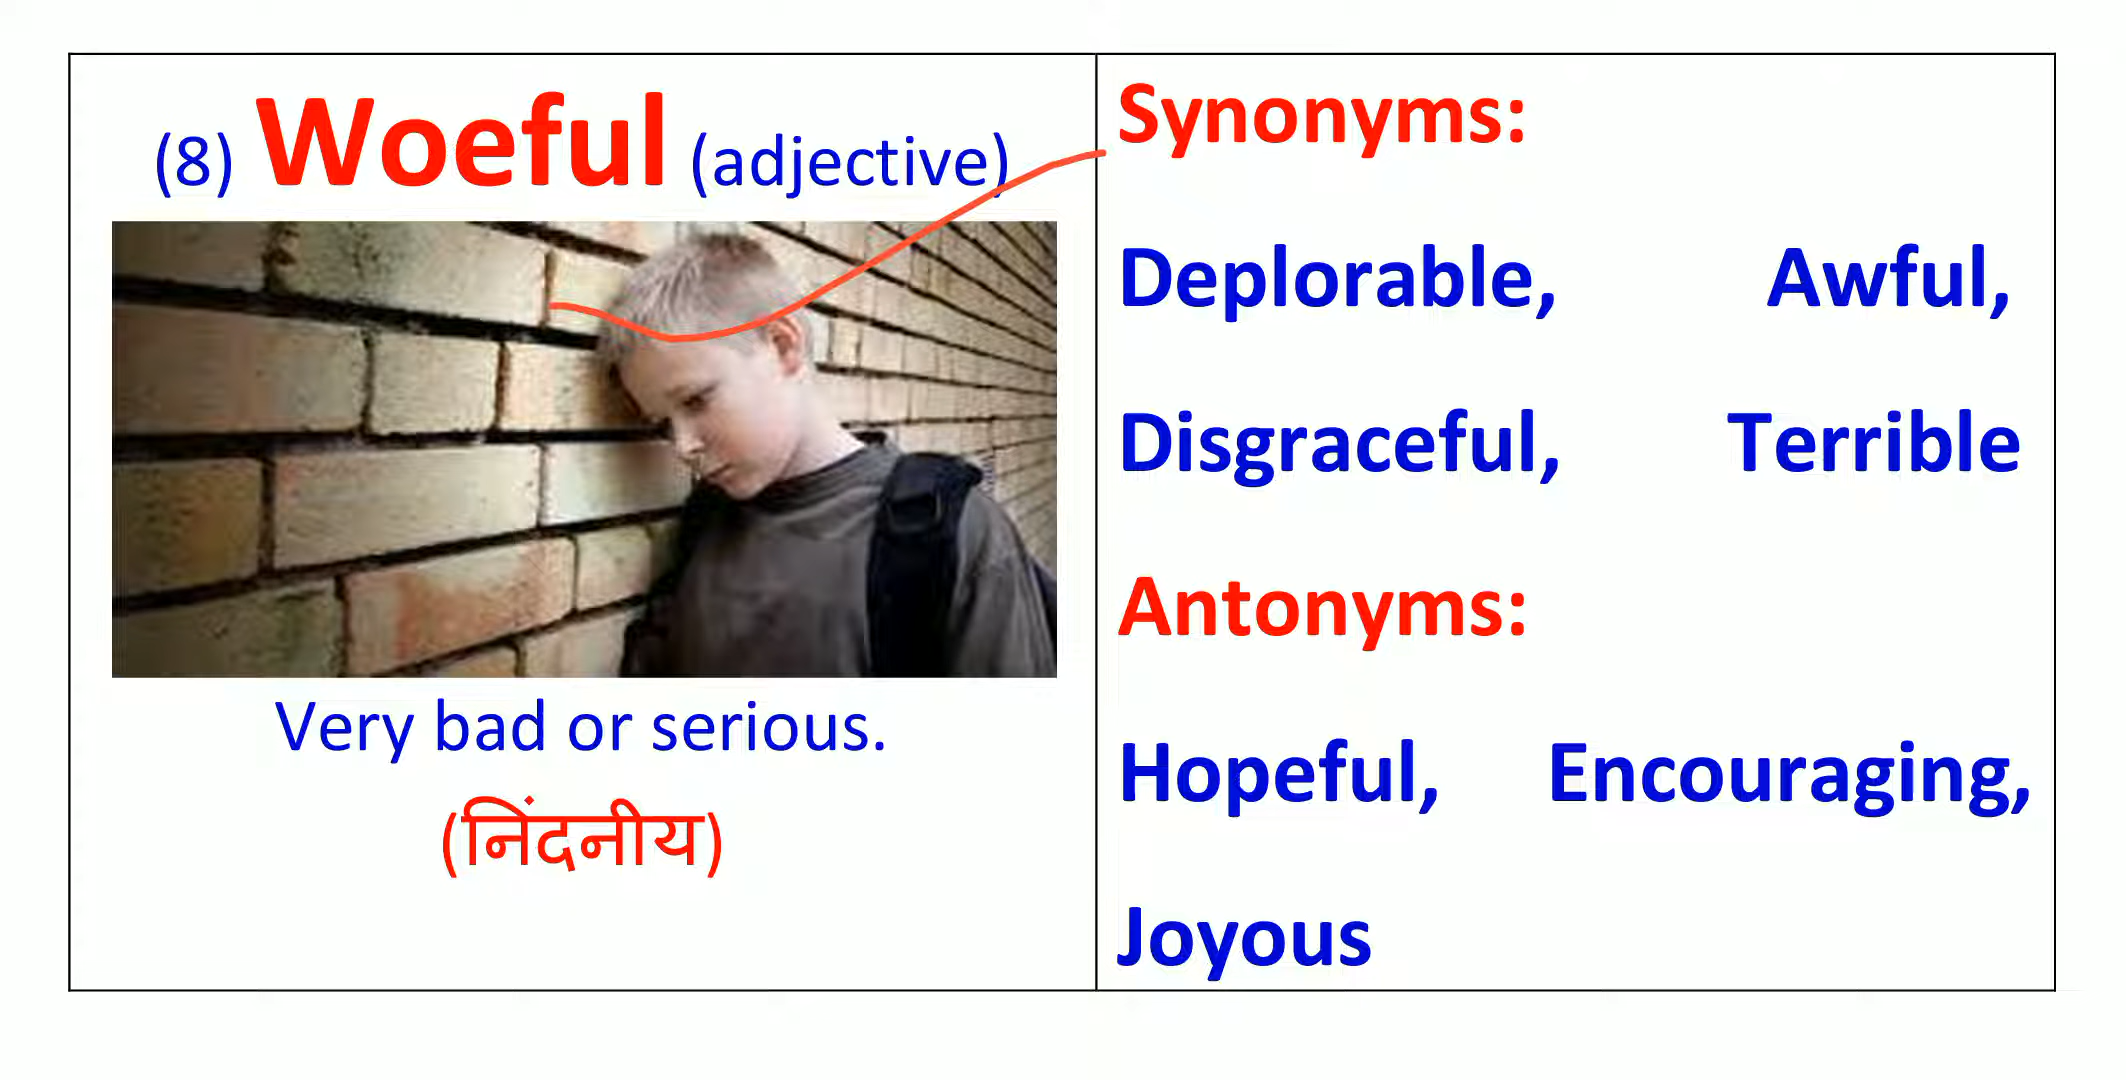 (8) Woeful (adjective)
Very bad or serious.
(निंदनीय)
Synonyms:
Deplorable, Awful,
Disgraceful, Terrible
Antonyms:
Hopeful, Encouraging,
Joyous